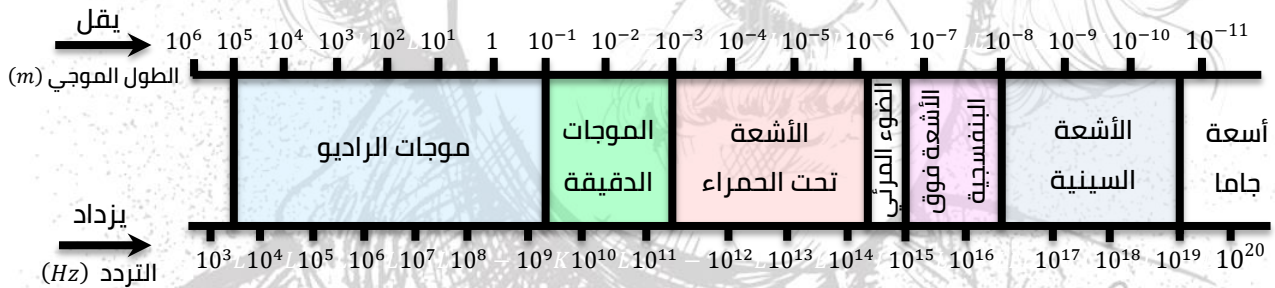 يقل
10⁶ 10⁵ 10⁴ 10³ 10² 10¹ 1 10⁻¹ 10⁻² 10⁻³ 10⁻⁴ 10⁻⁵ 10⁻⁶ 10⁻⁷ 10⁻⁸ 10⁻⁹ 10⁻¹⁰ 10⁻¹¹
الطول الموجي (m)
موجات الراديو
الموجات
الدقيقة
الأشعة
تحت الحمراء
الضوء المرئي
الأشعة فوق
البنفسجية
الأشعة
السينية
أسعة
جاما
يزداد
10³ 10⁴ 10⁵ 10⁶ 10⁷ 10⁸ 10⁹ 10¹⁰ 10¹¹ 10¹² 10¹³ 10¹⁴ 10¹⁵ 10¹⁶ 10¹⁷ 10¹⁸ 10¹⁹ 10²⁰
التردد (Hz)